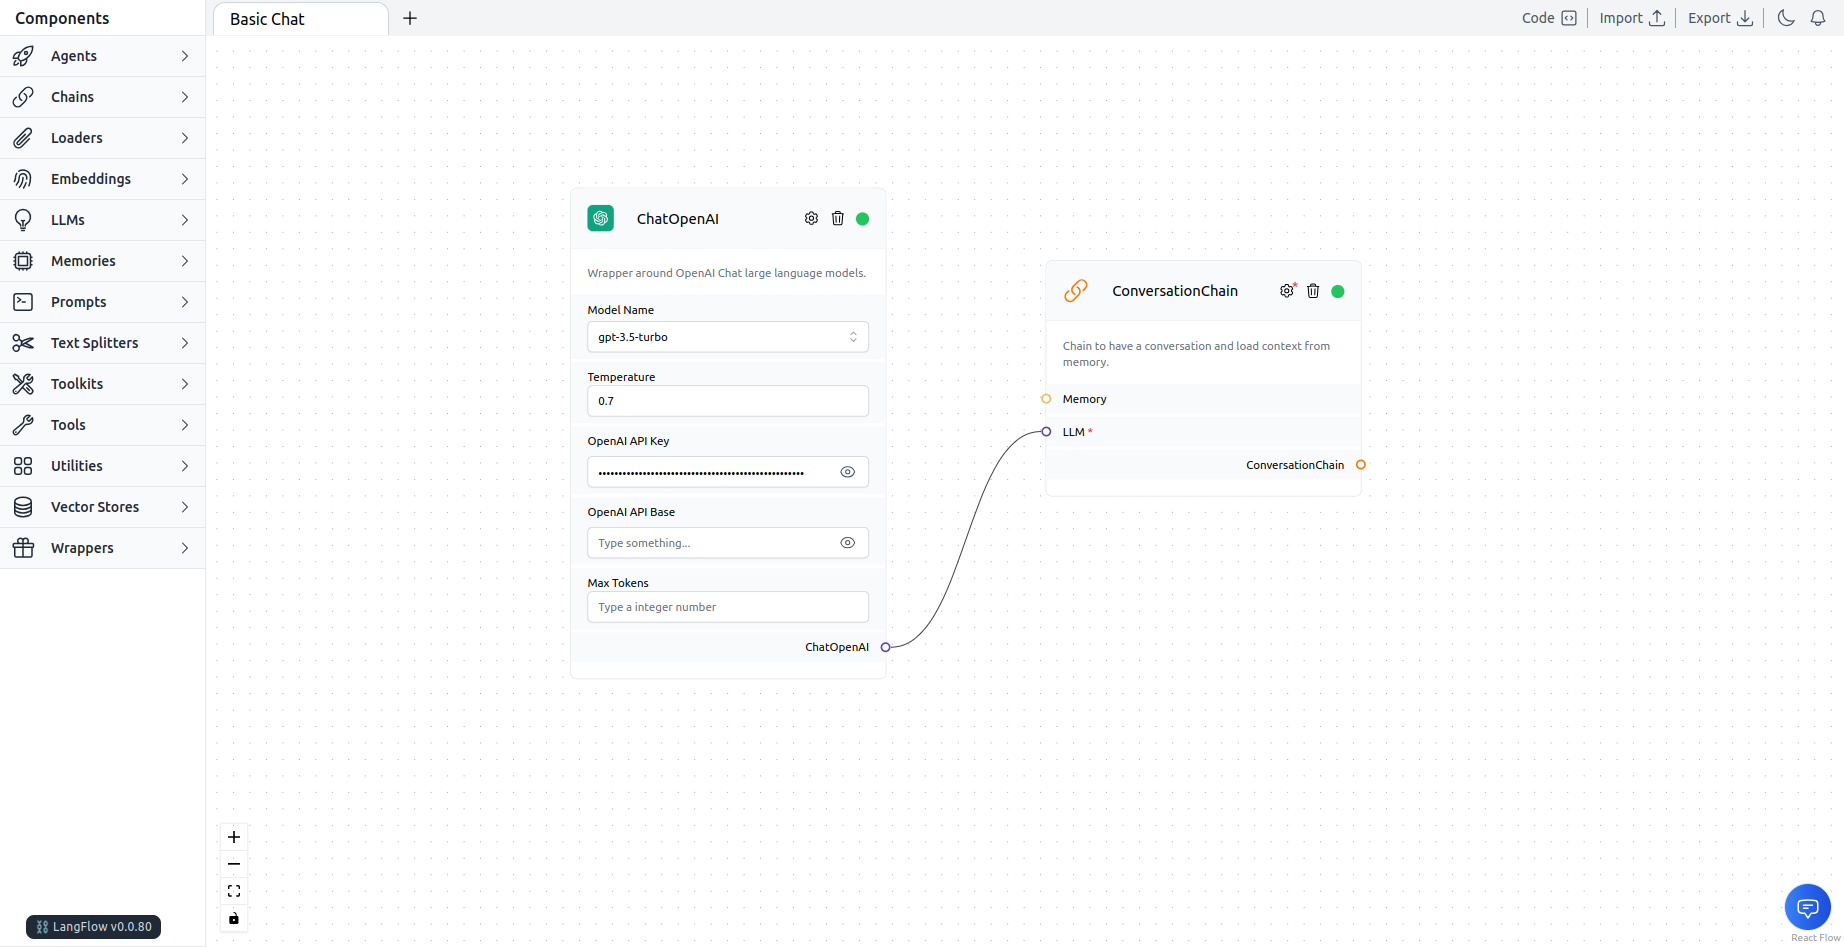 Components
Basic Chat
Code
Import
Export
Agents
Chains
Loaders
Embeddings
LLMs
Memories
Prompts
Text Splitters
Toolkits
Tools
Utilities
Vector Stores
Wrappers
ChatOpenAI
Wrapper around OpenAI Chat large language models.
Model Name
gpt-3.5-turbo
Temperature
0.7
OpenAI API Key
OpenAI API Base
Type something...
Max Tokens
Type a integer number
ChatOpenAI
ConversationChain
Chain to have a conversation and load context from
memory.
Memory
LLM *
ConversationChain
LangFlow v0.0.80
React Flow